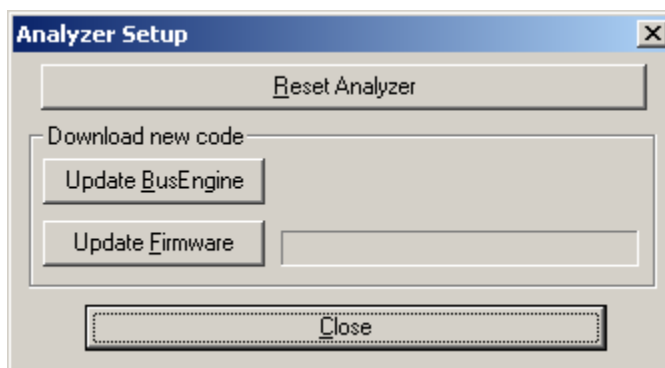 Analyzer Setup
Reset Analyzer
Download new code
Update BusEngine
Update Firmware
Close